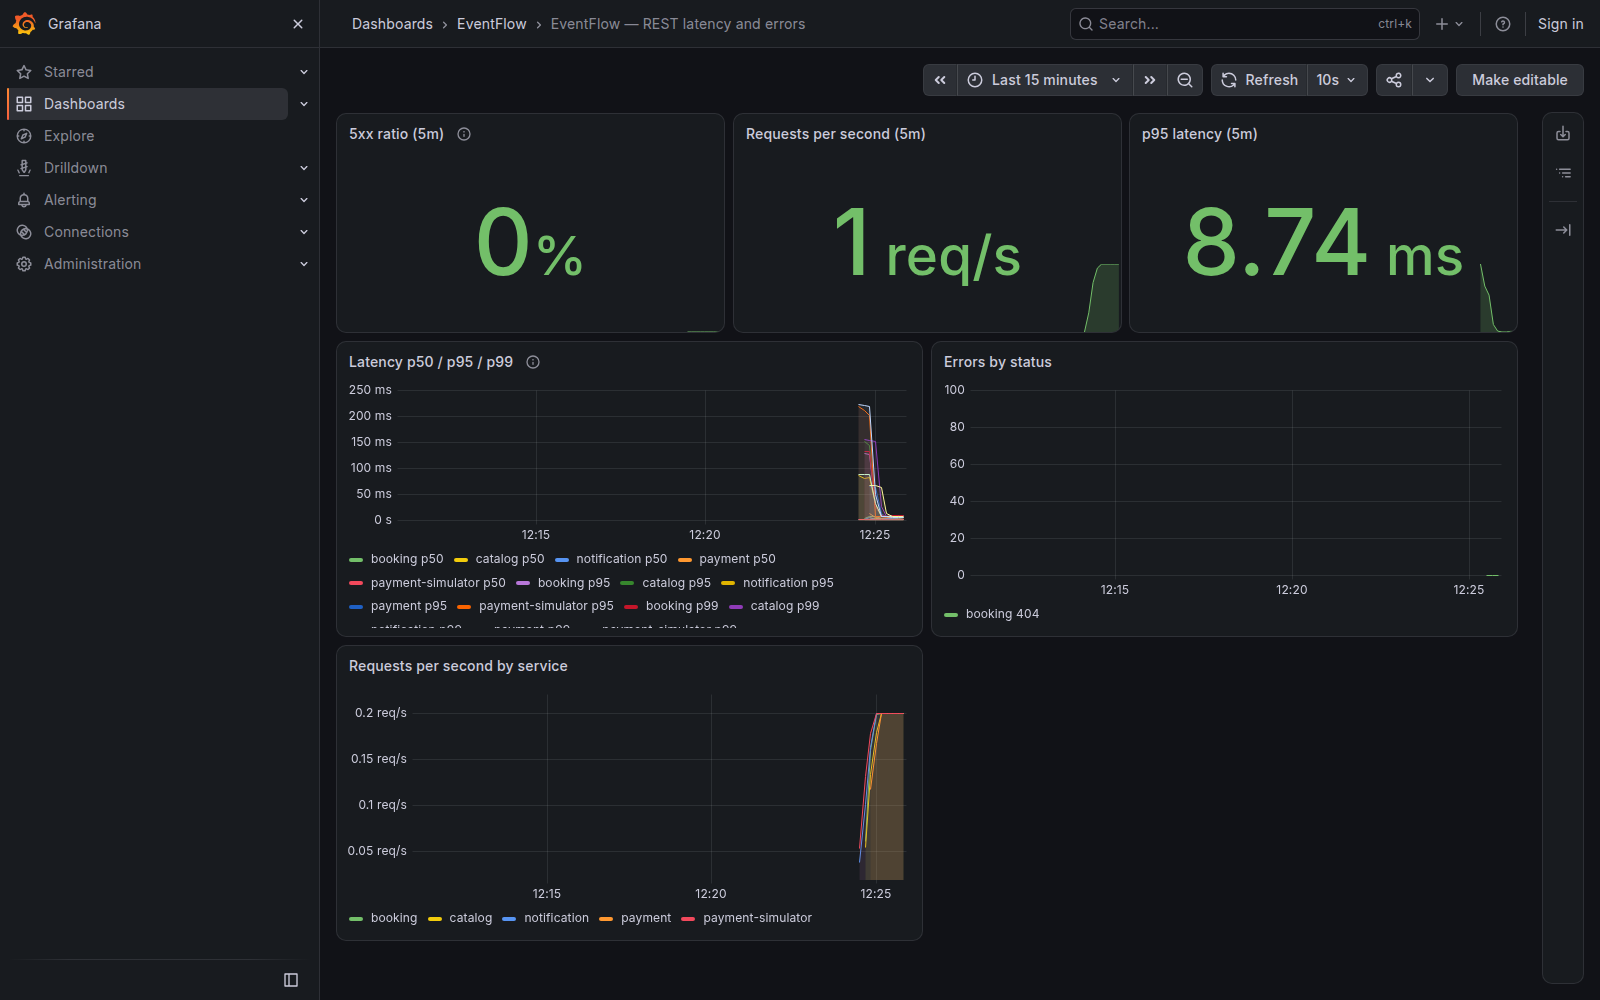 Grafana
Dashboards › EventFlow › EventFlow — REST latency and errors
Search... ctrl+k
Sign in
Starred
Dashboards
Explore
Drilldown
Alerting
Connections
Administration
Last 15 minutes
Refresh 10s
Make editable
5xx ratio (5m)
0%
Requests per second (5m)
1 req/s
p95 latency (5m)
8.74 ms
Latency p50 / p95 / p99
250 ms
200 ms
150 ms
100 ms
50 ms
0 s
12:15 12:20 12:25
booking p50 catalog p50 notification p50 payment p50
payment-simulator p50 booking p95 catalog p95 notification p95
payment p95 payment-simulator p95 booking p99 catalog p99
notification p99 payment p99 payment-simulator p99
Errors by status
100
80
60
40
20
0
12:15 12:20 12:25
booking 404
Requests per second by service
0.2 req/s
0.15 req/s
0.1 req/s
0.05 req/s
12:15 12:20 12:25
booking catalog notification payment payment-simulator